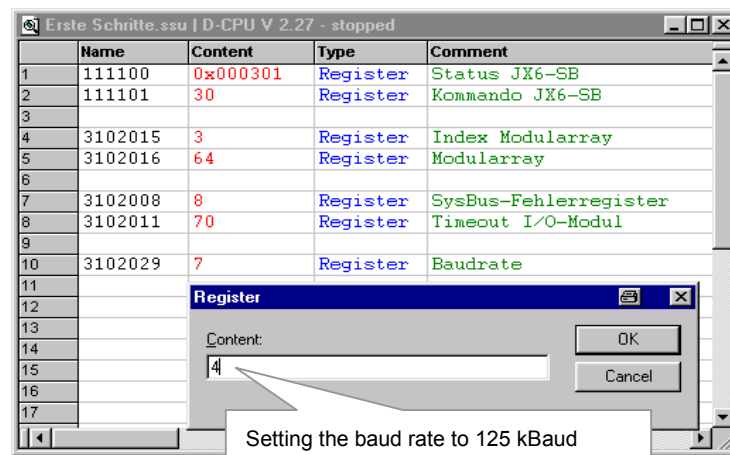 Erste Schritte.ssu | D-CPU V 2.27 - stopped
Name Content Type Comment
1 111100 0x000301 Register Status JX6-SB
2 111101 30 Register Kommando JX6-SB
3
4 3102015 3 Register Index Modularray
5 3102016 64 Register Modularray
6
7 3102008 8 Register SysBus-Fehlerregister
8 3102011 70 Register Timeout I/O-Modul
9
10 3102029 7 Register Baudrate
11
12
13
14
15
16
17
Register
Content:
OK
4
Cancel
Setting the baud rate to 125 kBaud